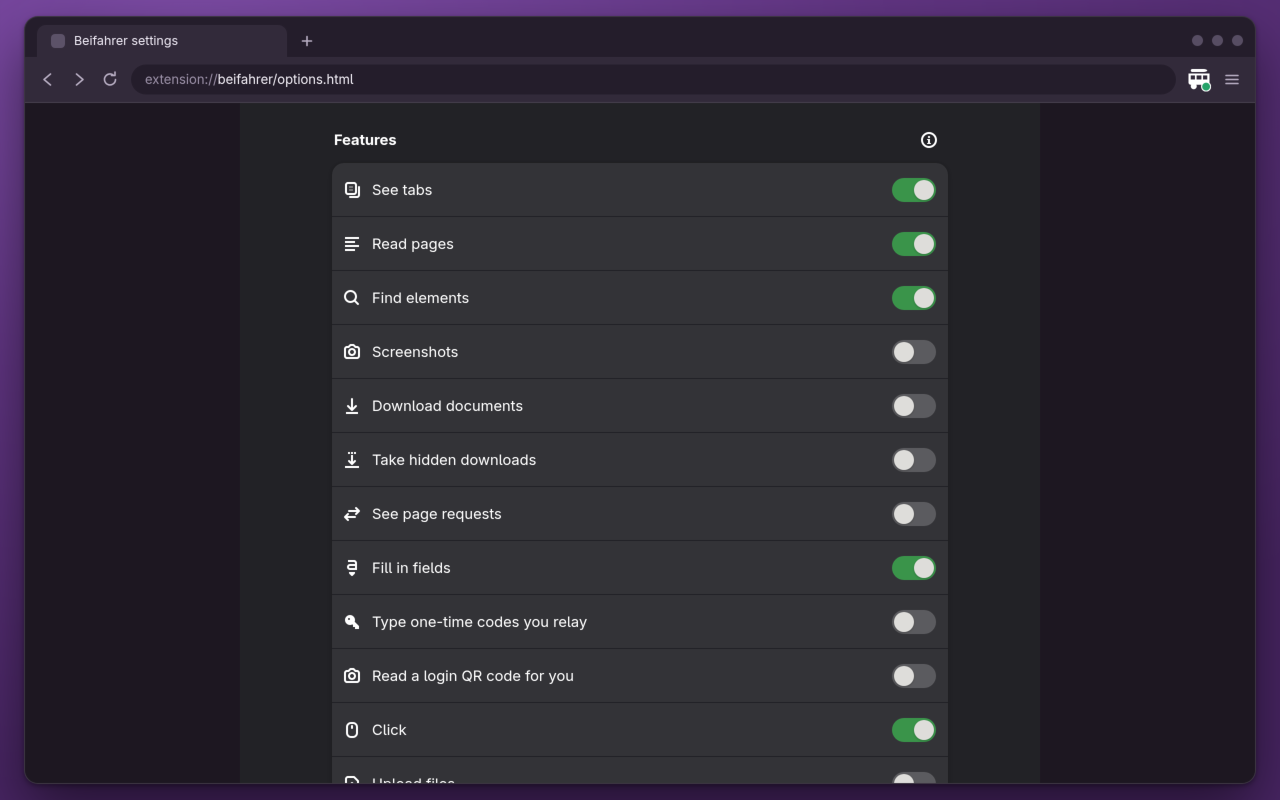 Beifahrer settings
extension://beifahrer/options.html
Features
See tabs
Read pages
Find elements
Screenshots
Download documents
Take hidden downloads
See page requests
Fill in fields
Type one-time codes you relay
Read a login QR code for you
Click
Upload files